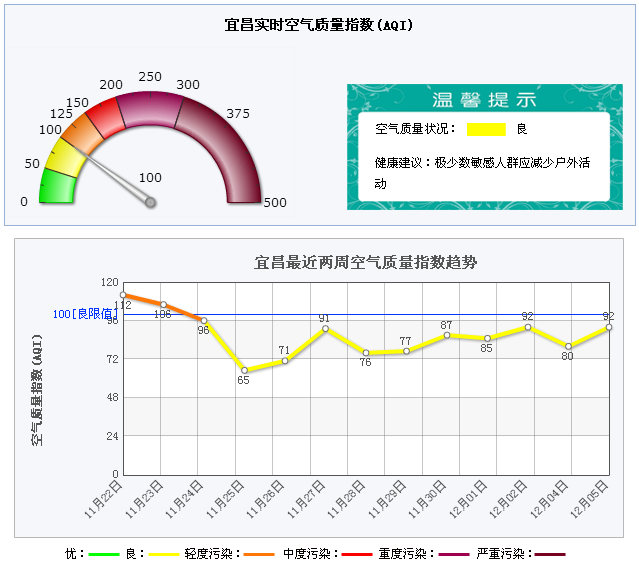 宜昌实时空气质量指数(AQI)
0
50
100
125
150
200
250
300
375
500
100
温馨提示
空气质量状况： 良
健康建议：极少数敏感人群应减少户外活
动
宜昌最近两周空气质量指数趋势
空气质量指数(AQI)
120
100[良限值]
96
72
48
24
0
112
106
96
65
71
91
76
77
87
85
92
80
92
11月22日
11月23日
11月24日
11月25日
11月26日
11月27日
11月28日
11月29日
11月30日
12月01日
12月02日
12月03日
12月04日
12月05日
优： 良： 轻度污染： 中度污染： 重度污染： 严重污染：